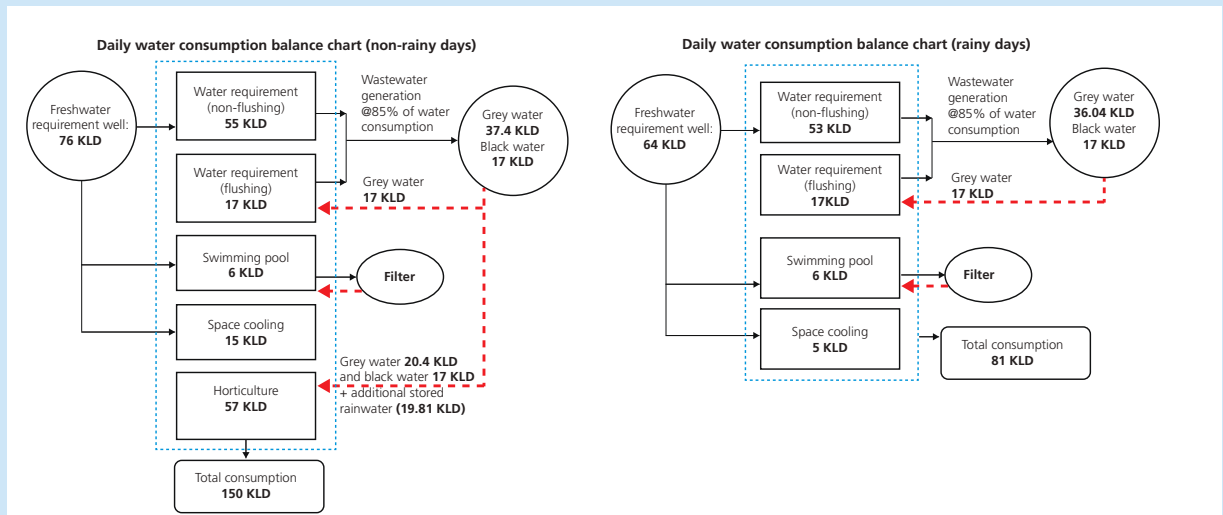 Daily water consumption balance chart (non-rainy days)
Freshwater
requirement well:
76 KLD
Water requirement
(non-flushing)
55 KLD
Water requirement
(flushing)
17 KLD
Swimming pool
6 KLD
Space cooling
15 KLD
Horticulture
57 KLD
Total consumption
150 KLD
Wastewater
generation
@85% of water
consumption
Grey water
37.4 KLD
Black water
17 KLD
Grey water
17 KLD
Filter
Grey water 20.4 KLD
and black water 17 KLD
+ additional stored
rainwater (19.81 KLD)
Daily water consumption balance chart (rainy days)
Freshwater
requirement well:
64 KLD
Water requirement
(non-flushing)
53 KLD
Water requirement
(flushing)
17KLD
Swimming pool
6 KLD
Space cooling
5 KLD
Wastewater
generation
@85% of water
consumption
Grey water
36.04 KLD
Black water
17 KLD
Grey water
17 KLD
Filter
Total consumption
81 KLD